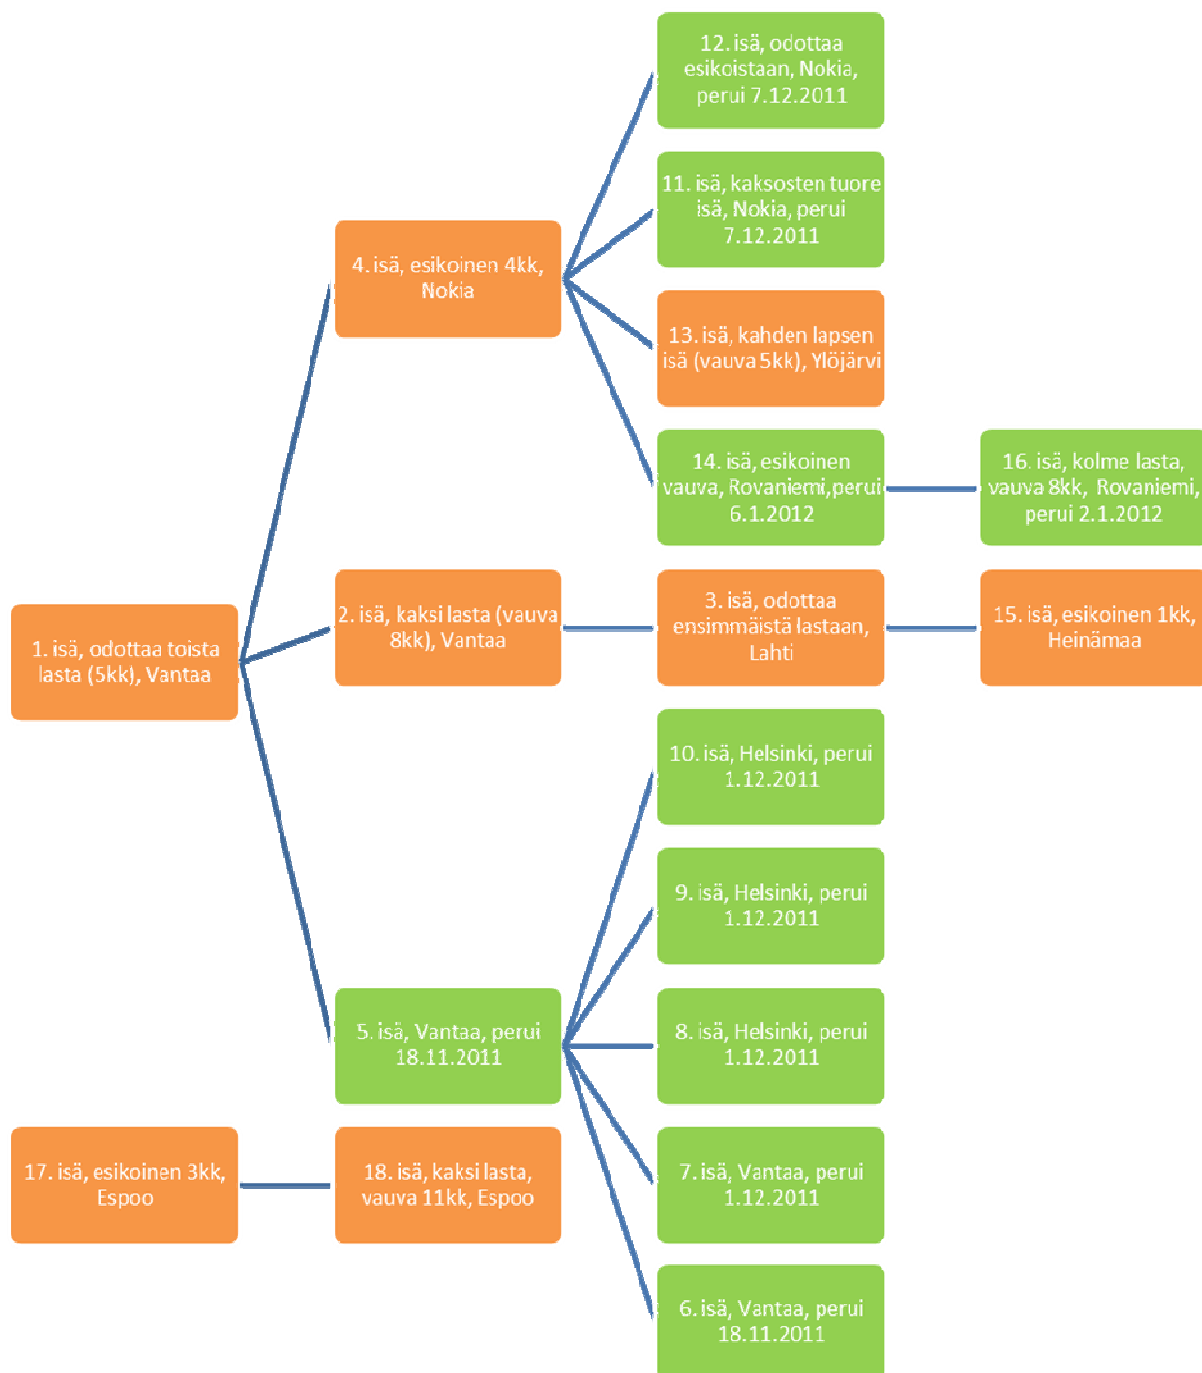 12. isä, odottaa
esikoistaan, Nokia,
perui 7.12.2011
11. isä, kaksosten tuore
isä, Nokia, perui
7.12.2011
4. isä, esikoinen 4kk,
Nokia
13. isä, kahden lapsen
isä (vauva 5kk), Ylöjärvi
14. isä, esikoinen
vauva, Rovaniemi,perui
6.1.2012
16. isä, kolme lasta,
vauva 8kk, Rovaniemi,
perui 2.1.2012
1. isä, odottaa toista
lasta (5kk), Vantaa
2. isä, kaksi lasta (vauva
8kk), Vantaa
3. isä, odottaa
ensimmäistä lastaan,
Lahti
15. isä, esikoinen 1kk,
Heinämaa
10. isä, Helsinki, perui
1.12.2011
9. isä, Helsinki, perui
1.12.2011
5. isä, Vantaa, perui
18.11.2011
8. isä, Helsinki, perui
1.12.2011
17. isä, esikoinen 3kk,
Espoo
18. isä, kaksi lasta,
vauva 11kk, Espoo
7. isä, Vantaa, perui
1.12.2011
6. isä, Vantaa, perui
18.11.2011